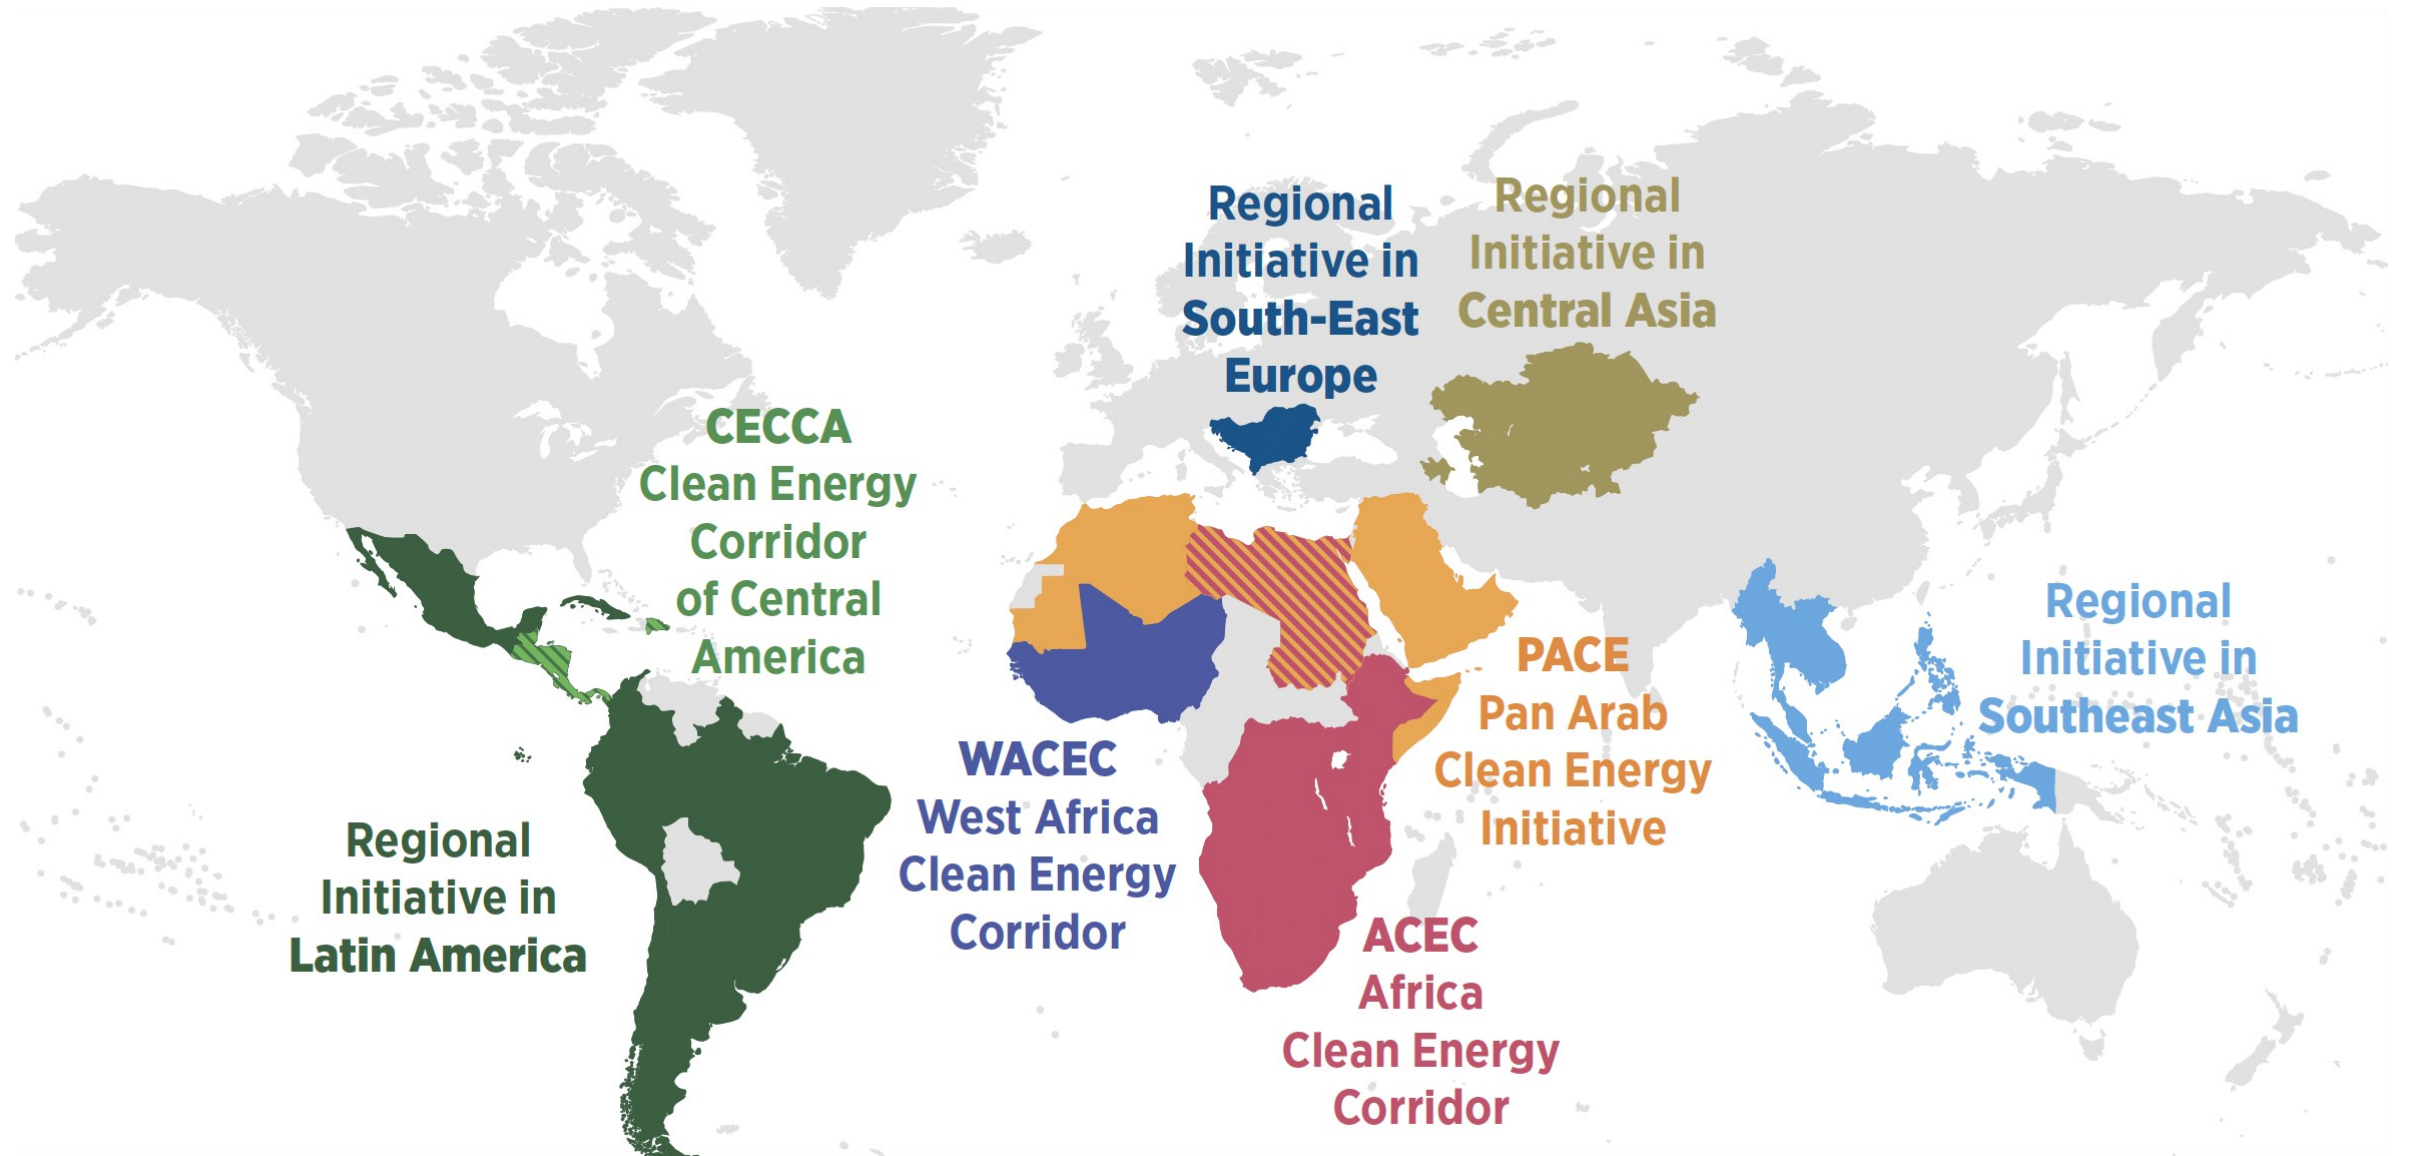 Regional
Initiative in
South-East
Europe
Regional
Initiative in
Central Asia
CECCA
Clean Energy
Corridor
of Central
America
Regional
Initiative in
Southeast Asia
PACE
Pan Arab
Clean Energy
Initiative
WACEC
West Africa
Clean Energy
Corridor
Regional
Initiative in
Latin America
ACEC
Africa
Clean Energy
Corridor